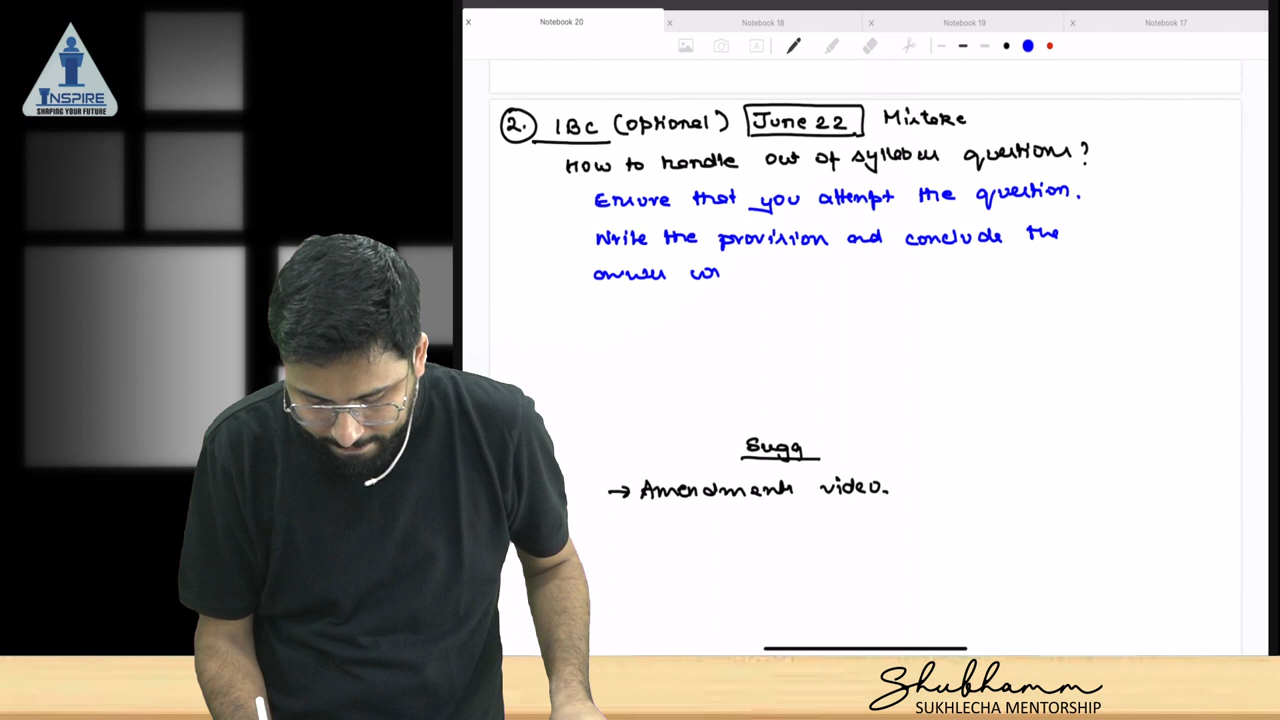 INSPIRE
SHAPING YOUR FUTURE
Notebook 20
Notebook 18
Notebook 19
Notebook 17
2. IBC (optional) June 22 Mistake
How to handle out of syllabus questions?
Ensure that you attempt the question.
Write the provision and conclude the
Sugg
→ Amendments video.
Shubhamm
SUKHLECHA MENTORSHIP